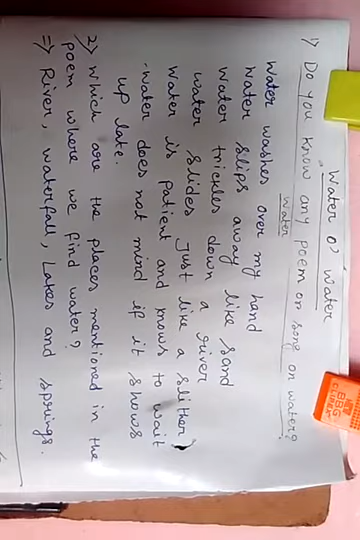 Water O' Water
1) Do you know any poem or song on water?
Water
Water washes over my hand
Water slips away like sand
Water trickles down a river
Water slides just like a slither
Water is patient and knows to wait
Water does not mind if it shows
up late.
2) Which are the places mentioned in the
poem where we find water?
⇒ River, waterfall, Lakes and springs.
BBG
CLIMEX